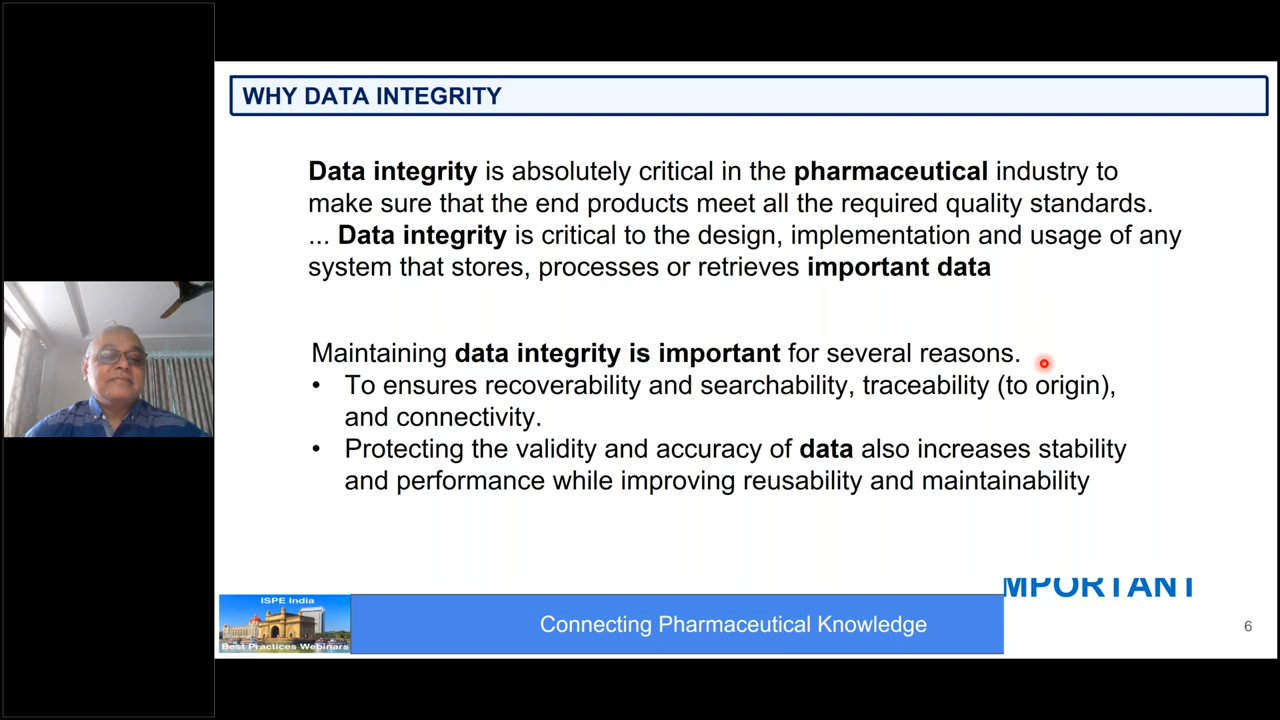 WHY DATA INTEGRITY
Data integrity is absolutely critical in the pharmaceutical industry to
make sure that the end products meet all the required quality standards.
... Data integrity is critical to the design, implementation and usage of any
system that stores, processes or retrieves important data
Maintaining data integrity is important for several reasons.
• To ensures recoverability and searchability, traceability (to origin),
and connectivity.
• Protecting the validity and accuracy of data also increases stability
and performance while improving reusability and maintainability
MPORTANT
ISPE India
Best Practices Webinars
Connecting Pharmaceutical Knowledge
6